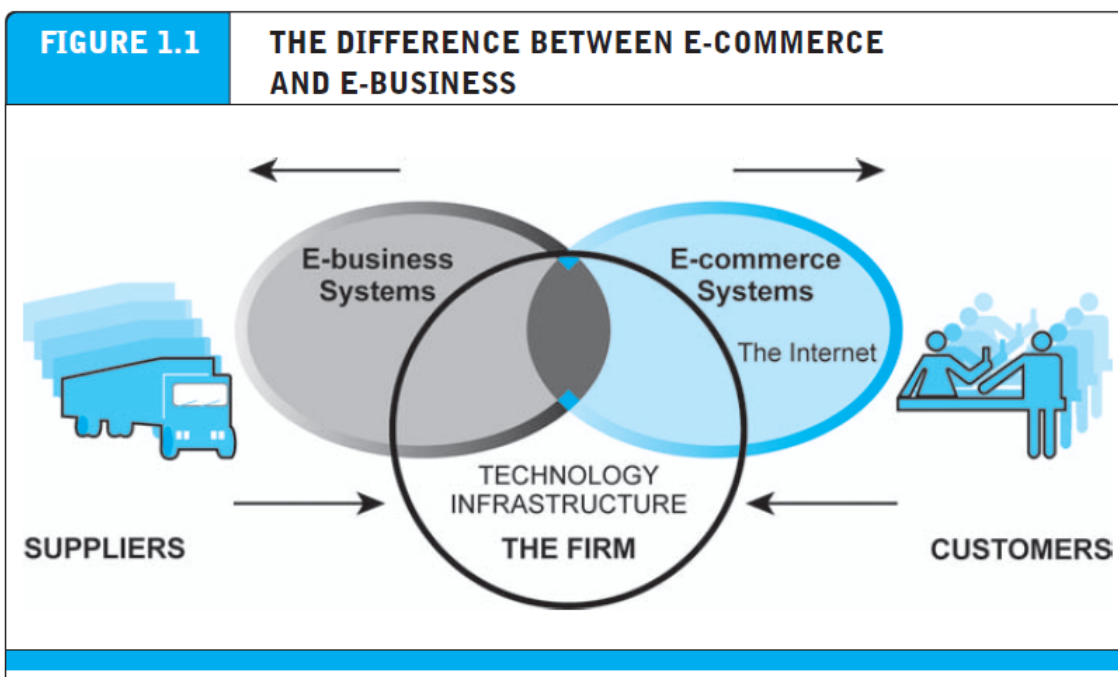 FIGURE 1.1
THE DIFFERENCE BETWEEN E-COMMERCE
AND E-BUSINESS
E-business
Systems
E-commerce
Systems
The Internet
TECHNOLOGY
INFRASTRUCTURE
THE FIRM
SUPPLIERS
CUSTOMERS